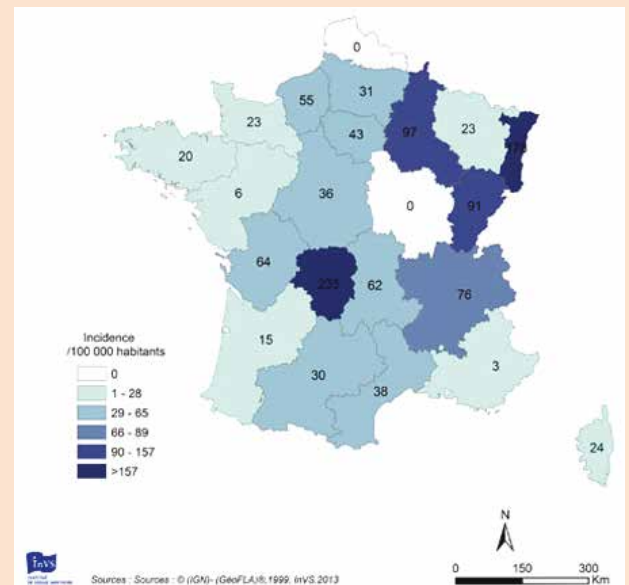 0
55
31
23
43
97
23
20
6
36
0
91
64
235
62
76
15
30
38
3
24
Incidence
/100 000 habitants
0
1 - 28
29 - 65
66 - 89
90 - 157
>157
N
InVS
Sources : Sources : © (IGN)- (GéoFLA)®,1999, InVS 2013
0 150 300
Km